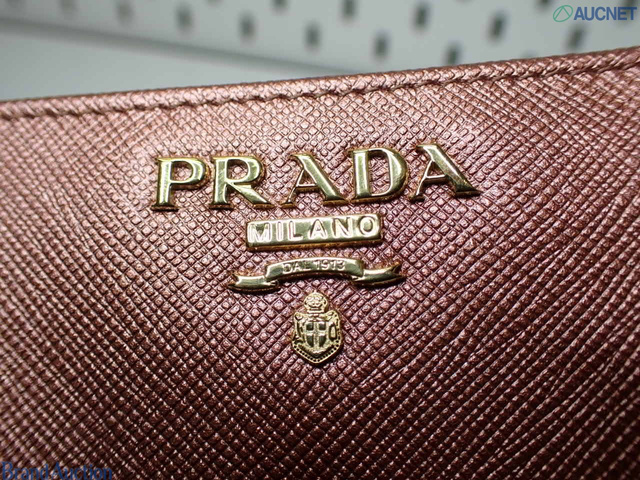 AUCNET
PRADA
MILANO
DAL 1913
Brand Auction